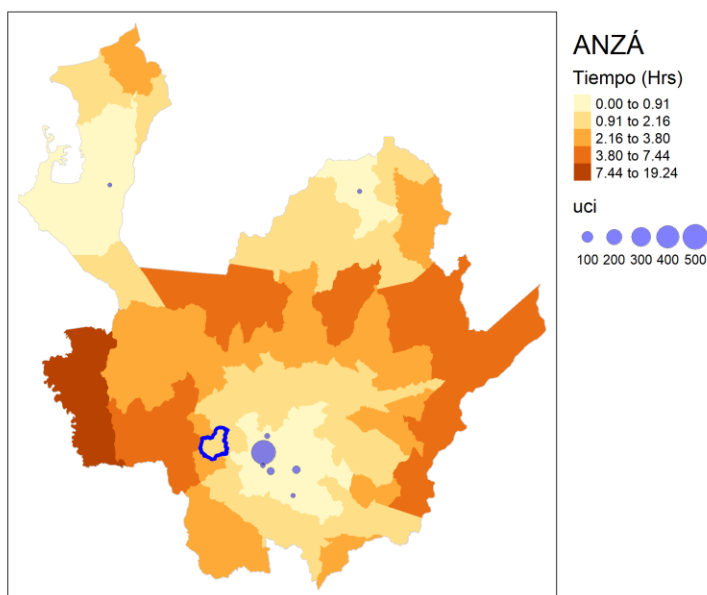 ANZÁ
Tiempo (Hrs)
0.00 to 0.91
0.91 to 2.16
2.16 to 3.80
3.80 to 7.44
7.44 to 19.24
uci
100 200 300 400 500